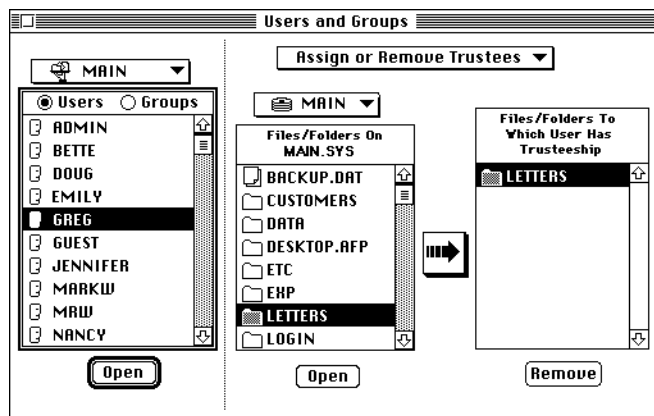 Users and Groups
Assign or Remove Trustees
MAIN
Users Groups
ADMIN
BETTE
DOUG
EMILY
GREG
GUEST
JENNIFER
MARKW
MRW
NANCY
Open
MAIN
Files/Folders On
MAIN.SYS
BACKUP.DAT
CUSTOMERS
DATA
DESKTOP.AFP
ETC
EXP
LETTERS
LOGIN
Open
Files/Folders To
Which User Has
Trusteeship
LETTERS
Remove